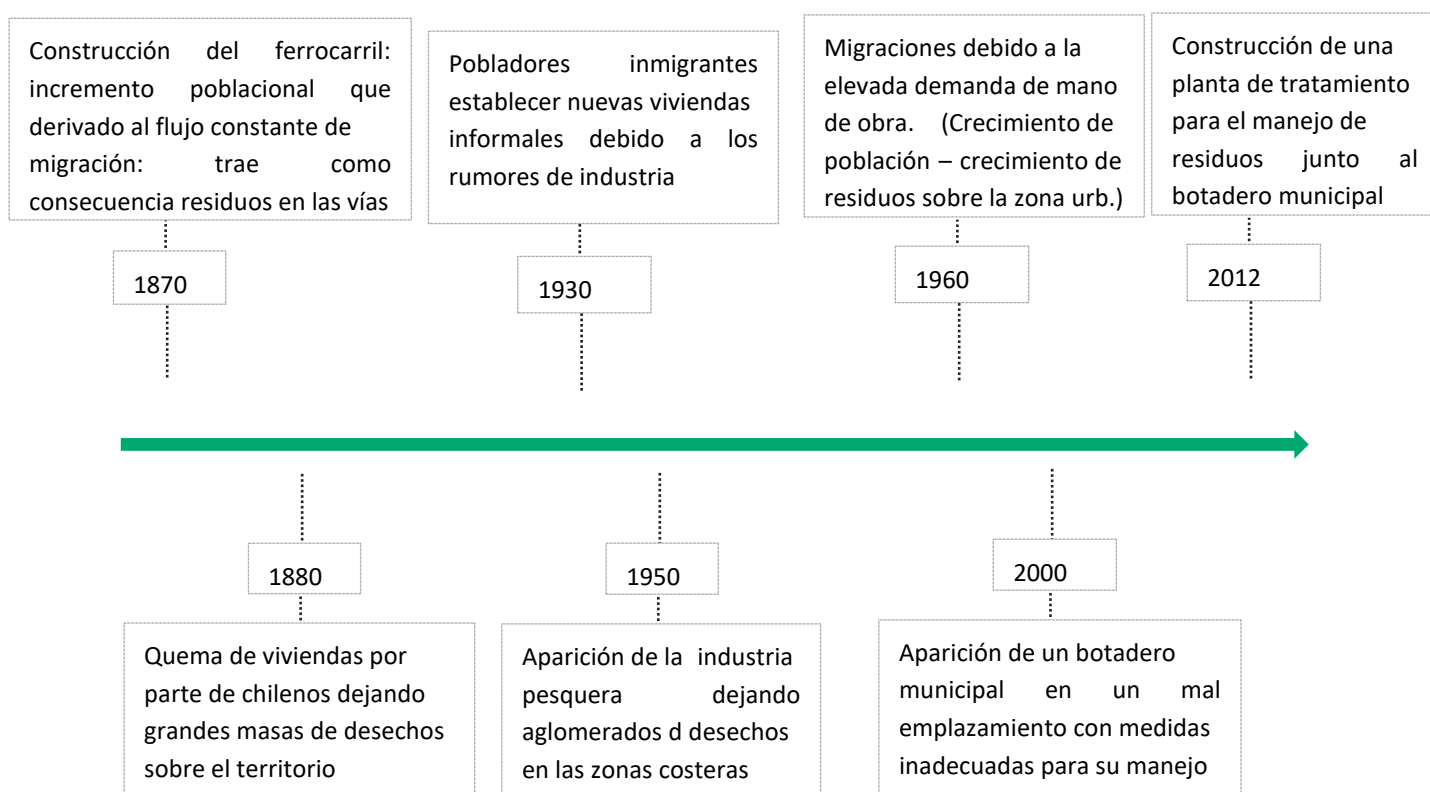 Construcción del ferrocarril:
incremento poblacional que
derivado al flujo constante de
migración: trae como
consecuencia residuos en las vías
1870
Pobladores inmigrantes
establecer nuevas viviendas
informales debido a los
rumores de industria
1930
Migraciones debido a la
elevada demanda de mano
de obra. (Crecimiento de
población – crecimiento de
residuos sobre la zona urb.)
1960
Construcción de una
planta de tratamiento
para el manejo de
residuos junto al
botadero municipal
2012
1880
Quema de viviendas por
parte de chilenos dejando
grandes masas de desechos
sobre el territorio
1950
Aparición de la industria
pesquera dejando
aglomerados d desechos
en las zonas costeras
2000
Aparición de un botadero
municipal en un mal
emplazamiento con medidas
inadecuadas para su manejo